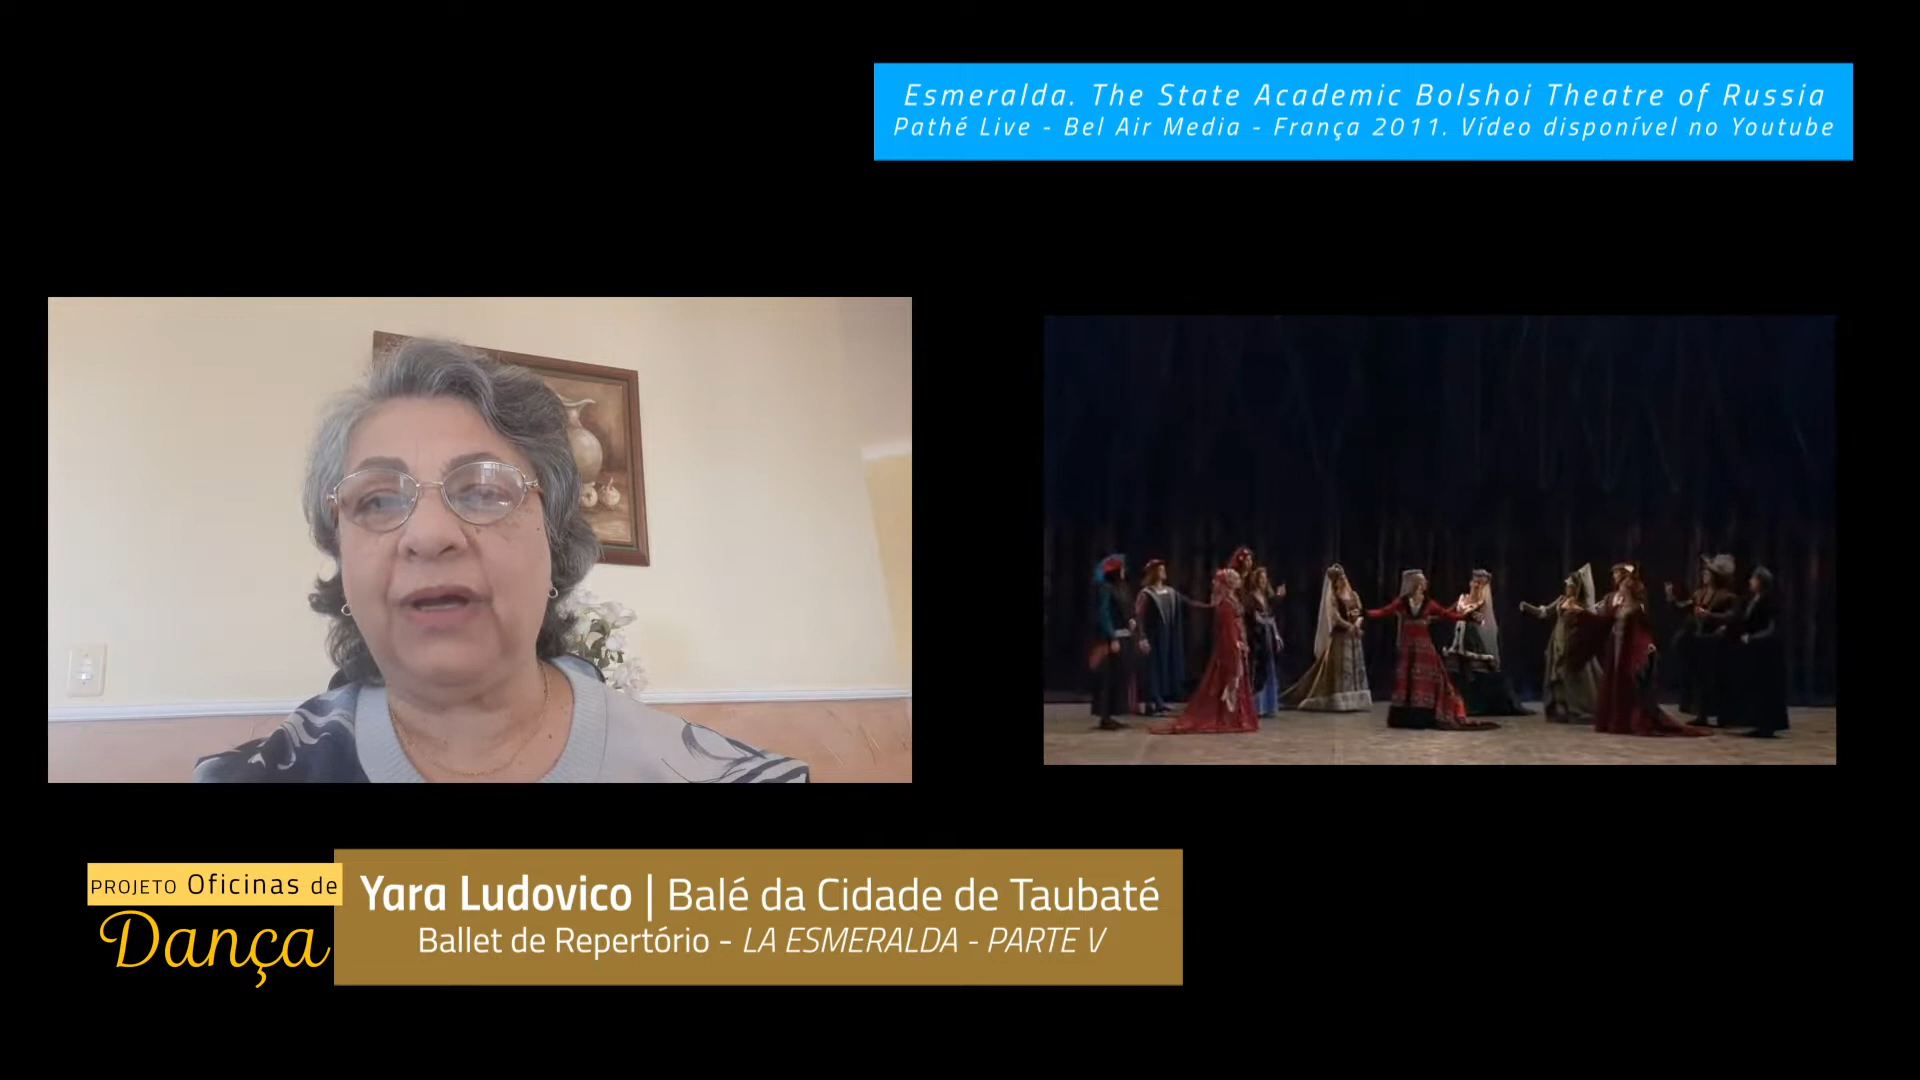 Esmeralda. The State Academic Bolshoi Theatre of Russia
Pathé Live - Bel Air Media - França 2011. Vídeo disponível no Youtube
PROJETO Oficinas de
Dança
Yara Ludovico | Balé da Cidade de Taubaté
Ballet de Repertório - LA ESMERALDA - PARTE V